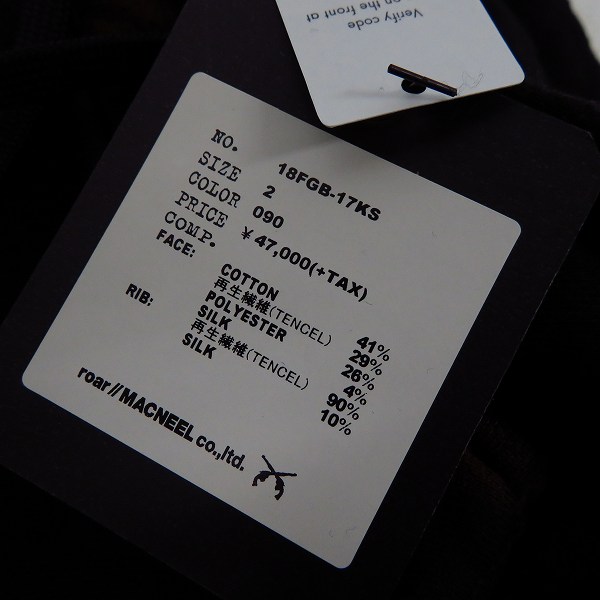 Verify code
on the front at
NO. 18FGB-17KS
SIZE 2
COLOR 090
PRICE ¥ 47,000(+TAX)
COMP.
FACE: COTTON 41%
再生繊維(TENCEL) 29%
POLYESTER 26%
SILK 4%
RIB: 再生繊維(TENCEL) 90%
SILK 10%
roar//MACNEEL co.,ltd.